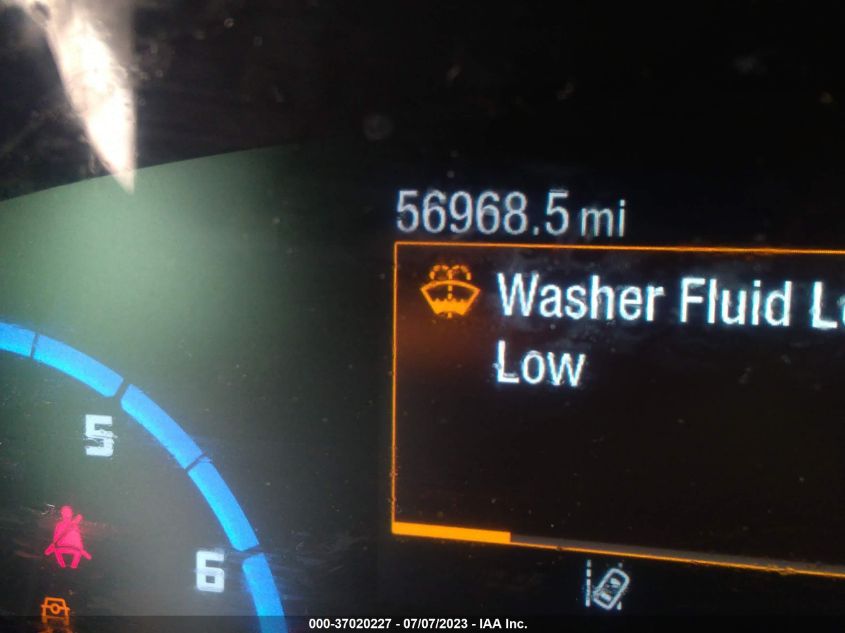 56968.5 mi
Washer Fluid
Low
5
6
000-37020227 - 07/07/2023 - IAA Inc.